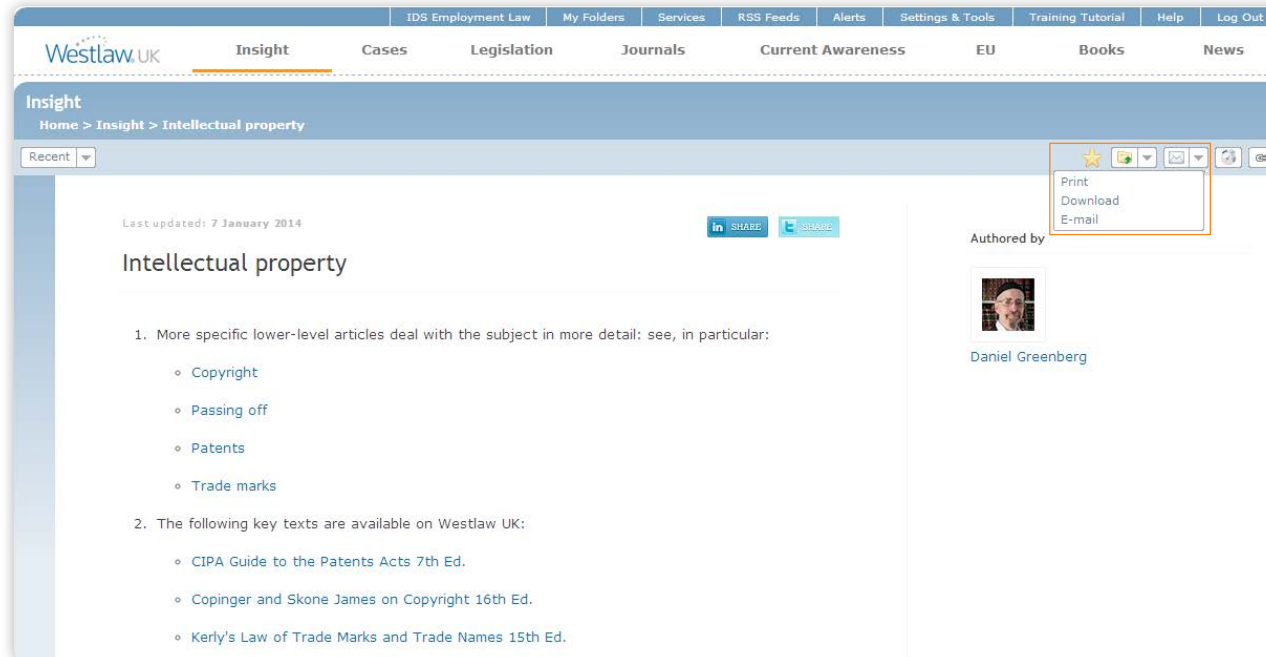 IDS Employment Law My Folders Services RSS Feeds Alerts Settings & Tools Training Tutorial Help Log Out
Westlaw UK Insight Cases Legislation Journals Current Awareness EU Books News
Insight
Home > Insight > Intellectual property
Recent
Print
Download
E-mail
Last updated: 7 January 2014
in SHARE t SHARE
Authored by
Intellectual property
1. More specific lower-level articles deal with the subject in more detail: see, in particular:
Daniel Greenberg
Copyright
Passing off
Patents
Trade marks
2. The following key texts are available on Westlaw UK:
CIPA Guide to the Patents Acts 7th Ed.
Copinger and Skone James on Copyright 16th Ed.
Kerly's Law of Trade Marks and Trade Names 15th Ed.